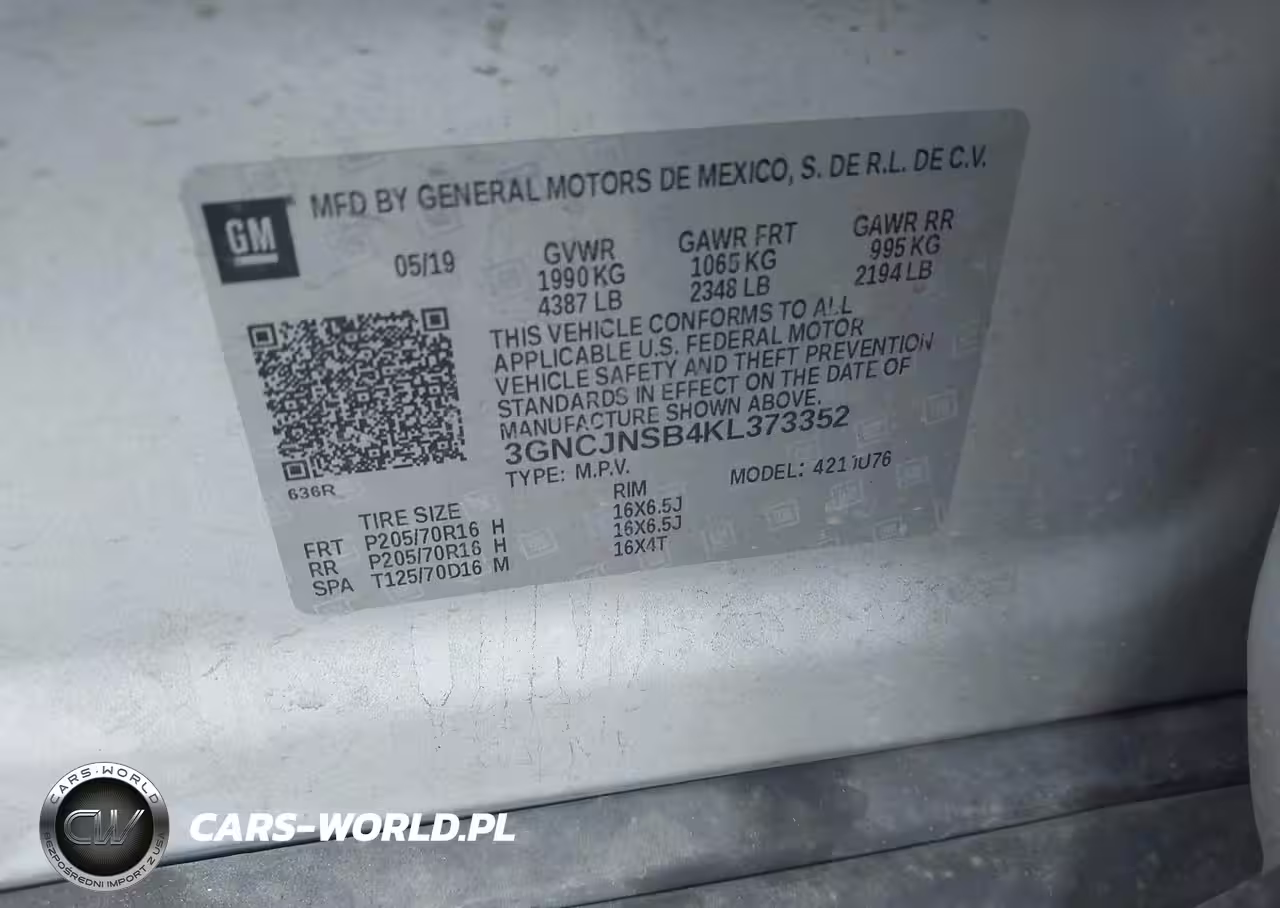 GM
MFD BY GENERAL MOTORS DE MEXICO, S. DE R.L. DE C.V.
05/19
GVWR GAWR FRT GAWR RR
1990 KG 1065 KG 995 KG
4387 LB 2348 LB 2194 LB
THIS VEHICLE CONFORMS TO ALL
APPLICABLE U.S. FEDERAL MOTOR
VEHICLE SAFETY AND THEFT PREVENTION
STANDARDS IN EFFECT ON THE DATE OF
MANUFACTURE SHOWN ABOVE.
3GNCJNSB4KL373352
TYPE: M.P.V. MODEL:
636R
TIRE SIZE RIM
FRT P205/70R16 H 16X6.5J
RR P205/70R16 H 16X6.5J
SPA T125/70D16 M 16X4T
CARS-WORLD
CW
BEZPOŚREDNI IMPORT Z USA
CARS-WORLD.PL